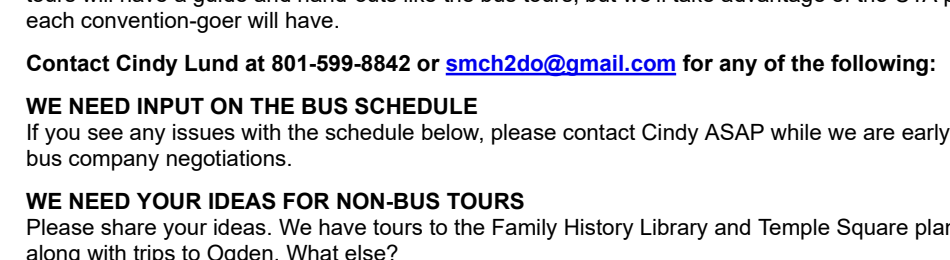 tours will have a guide and hand-outs like the bus tours, but we'll take advantage of the UTA p
each convention-goer will have.
Contact Cindy Lund at 801-599-8842 or smch2do@gmail.com for any of the following:
WE NEED INPUT ON THE BUS SCHEDULE
If you see any issues with the schedule below, please contact Cindy ASAP while we are early
bus company negotiations.
WE NEED YOUR IDEAS FOR NON-BUS TOURS
Please share your ideas. We have tours to the Family History Library and Temple Square plan
along with trips to Ogden. What else?